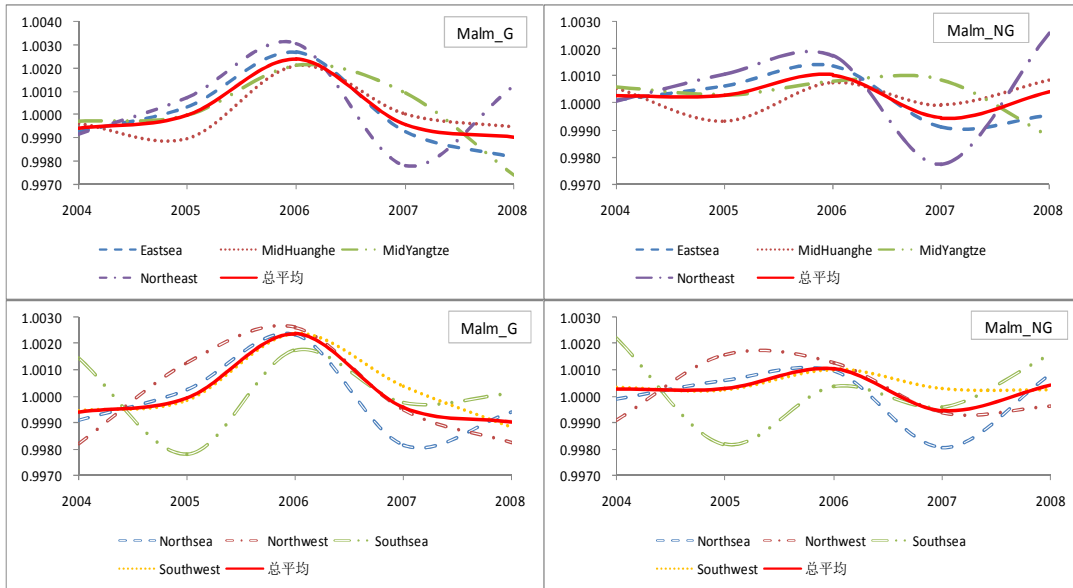 Malm_G
1.0040
1.0030
1.0020
1.0010
1.0000
0.9990
0.9980
0.9970
2004 2005 2006 2007 2008
Eastsea MidHuanghe MidYangtze
Northeast 总平均
Malm_NG
1.0030
1.0020
1.0010
1.0000
0.9990
0.9980
0.9970
2004 2005 2006 2007 2008
Eastsea MidHuanghe MidYangtze
Northeast 总平均
Malm_G
1.0030
1.0020
1.0010
1.0000
0.9990
0.9980
0.9970
2004 2005 2006 2007 2008
Northsea Northwest Southsea
Southwest 总平均
Malm_NG
1.0030
1.0020
1.0010
1.0000
0.9990
0.9980
0.9970
2004 2005 2006 2007 2008
Northsea Northwest Southsea
Southwest 总平均